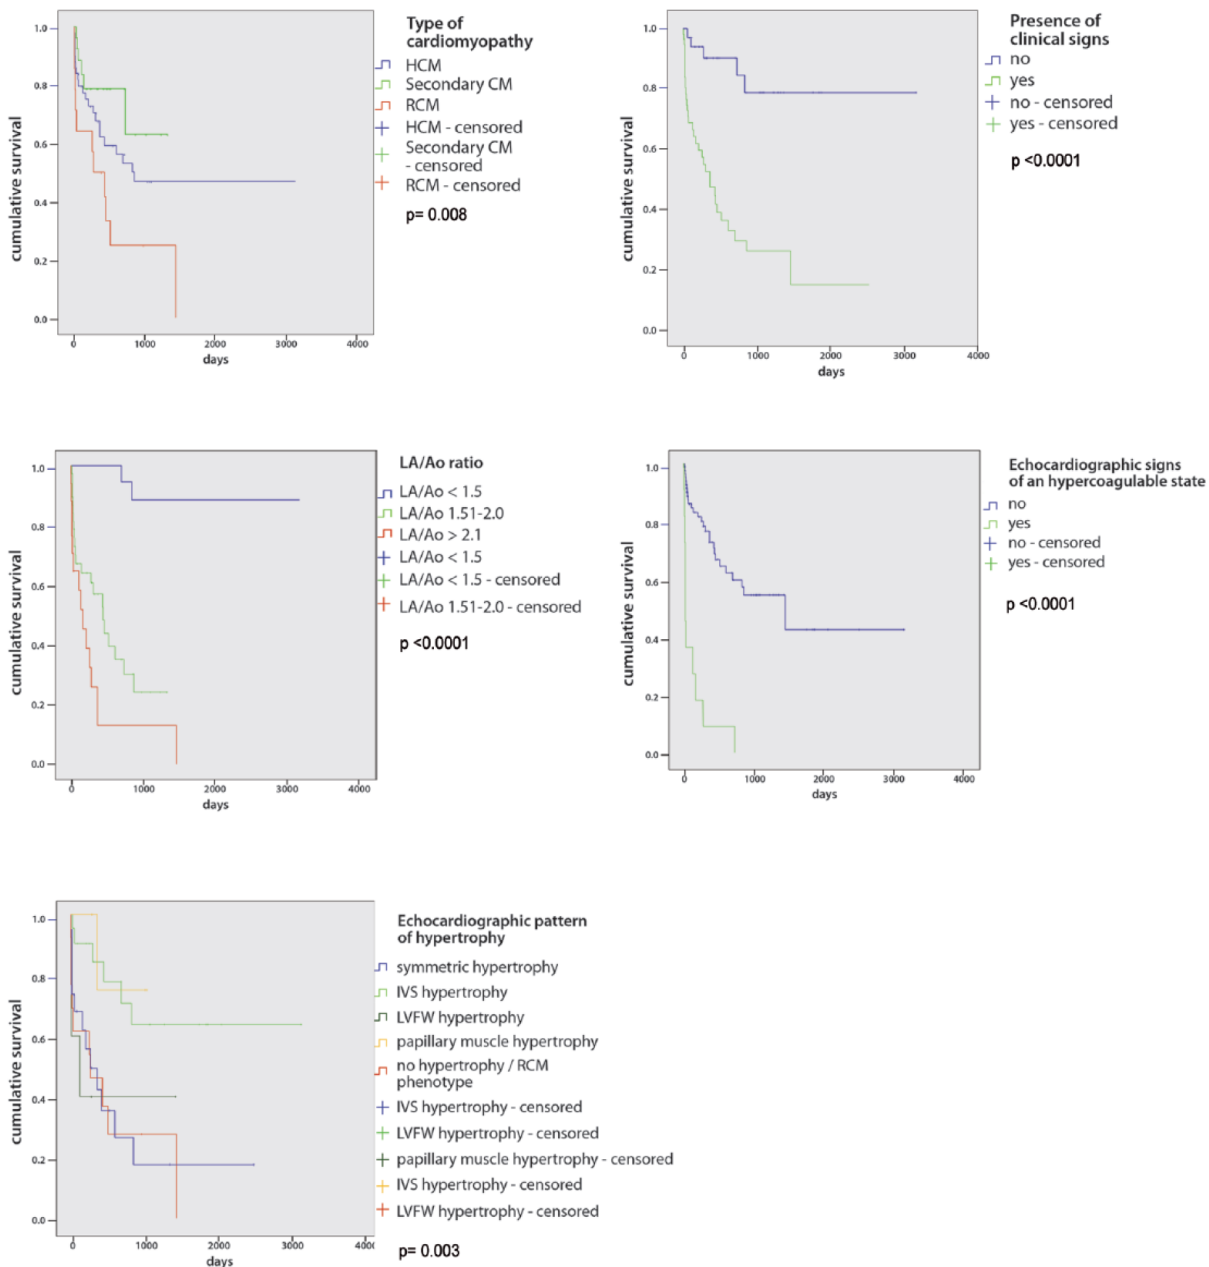 Type of
cardiomyopathy
HCM
Secondary CM
RCM
HCM - censored
Secondary CM
- censored
RCM - censored
p= 0.008
cumulative survival
1.0
0.8
0.6
0.4
0.2
0.0
0 1000 2000 3000 4000
days
Presence of
clinical signs
no
yes
no - censored
yes - censored
p <0.0001
cumulative survival
1.0
0.8
0.6
0.4
0.2
0.0
0 1000 2000 3000 4000
days
LA/Ao ratio
LA/Ao < 1.5
LA/Ao 1.51-2.0
LA/Ao > 2.1
LA/Ao < 1.5
LA/Ao < 1.5 - censored
LA/Ao 1.51-2.0 - censored
p <0.0001
cumulative survival
1.0
0.8
0.6
0.4
0.2
0.0
0 1000 2000 3000 4000
days
Echocardiographic signs
of an hypercoagulable state
no
yes
no - censored
yes - censored
p <0.0001
cumulative survival
1.0
0.8
0.6
0.4
0.2
0.0
0 1000 2000 3000 4000
days
Echocardiographic pattern
of hypertrophy
symmetric hypertrophy
IVS hypertrophy
LVFW hypertrophy
papillary muscle hypertrophy
no hypertrophy / RCM
phenotype
IVS hypertrophy - censored
LVFW hypertrophy - censored
papillary muscle hypertrophy - censored
IVS hypertrophy - censored
LVFW hypertrophy - censored
p= 0.003
cumulative survival
1.0
0.8
0.6
0.4
0.2
0.0
0 1000 2000 3000 400
days